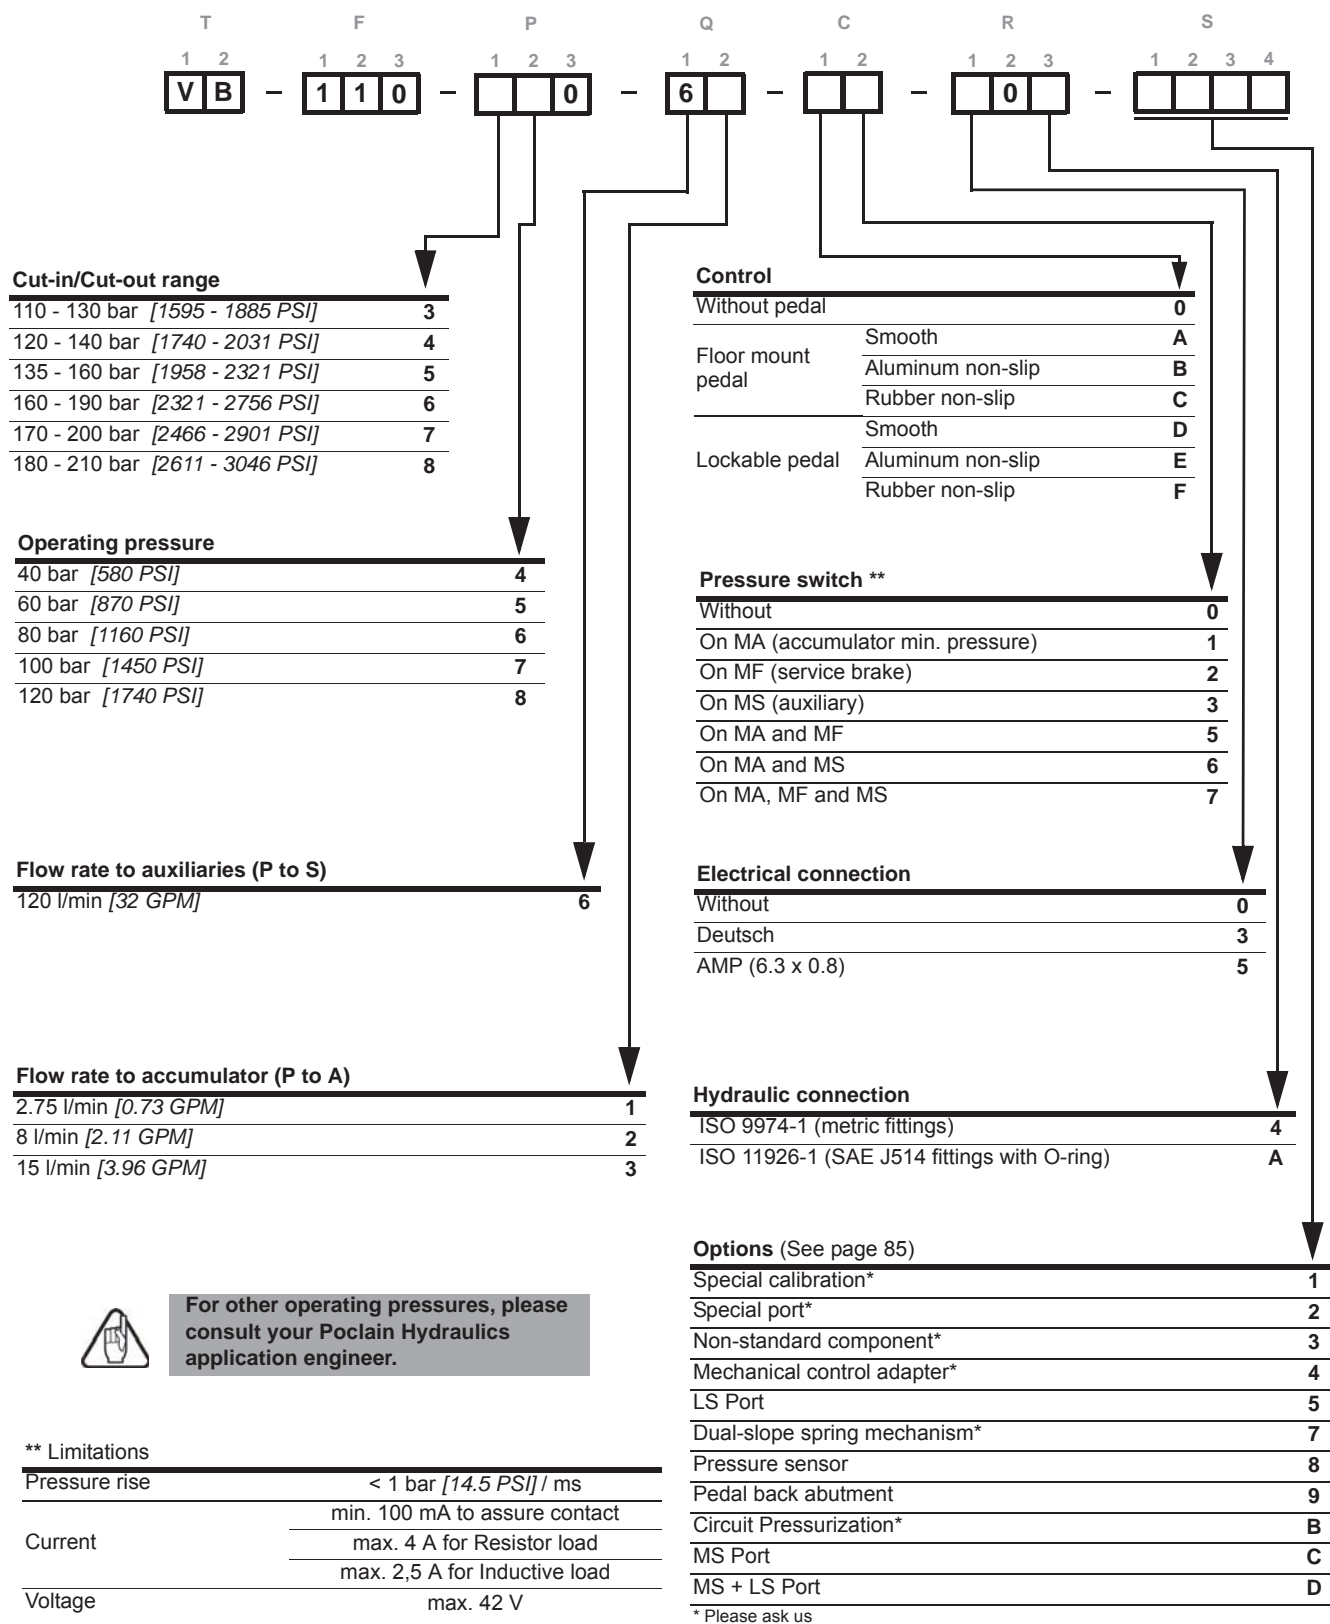 T F P Q C R S
1 2 1 2 3 1 2 3 1 2 1 2 1 2 3 1 2 3 4
V B – 1 1 0 – 0 – 6 – – 0 –
Cut-in/Cut-out range
110 - 130 bar [1595 - 1885 PSI] 3
120 - 140 bar [1740 - 2031 PSI] 4
135 - 160 bar [1958 - 2321 PSI] 5
160 - 190 bar [2321 - 2756 PSI] 6
170 - 200 bar [2466 - 2901 PSI] 7
180 - 210 bar [2611 - 3046 PSI] 8
Operating pressure
40 bar [580 PSI] 4
60 bar [870 PSI] 5
80 bar [1160 PSI] 6
100 bar [1450 PSI] 7
120 bar [1740 PSI] 8
Flow rate to auxiliaries (P to S)
120 l/min [32 GPM] 6
Flow rate to accumulator (P to A)
2.75 l/min [0.73 GPM] 1
8 l/min [2.11 GPM] 2
15 l/min [3.96 GPM] 3
For other operating pressures, please
consult your Poclain Hydraulics
application engineer.
** Limitations
Pressure rise < 1 bar [14.5 PSI] / ms
Current
min. 100 mA to assure contact
max. 4 A for Resistor load
max. 2,5 A for Inductive load
Voltage max. 42 V
Control
Without pedal 0
Floor mount
pedal
Smooth A
Aluminum non-slip B
Rubber non-slip C
Lockable pedal
Smooth D
Aluminum non-slip E
Rubber non-slip F
Pressure switch **
Without 0
On MA (accumulator min. pressure) 1
On MF (service brake) 2
On MS (auxiliary) 3
On MA and MF 5
On MA and MS 6
On MA, MF and MS 7
Electrical connection
Without 0
Deutsch 3
AMP (6.3 x 0.8) 5
Hydraulic connection
ISO 9974-1 (metric fittings) 4
ISO 11926-1 (SAE J514 fittings with O-ring) A
Options (See page 85)
Special calibration* 1
Special port* 2
Non-standard component* 3
Mechanical control adapter* 4
LS Port 5
Dual-slope spring mechanism* 7
Pressure sensor 8
Pedal back abutment 9
Circuit Pressurization* B
MS Port C
MS + LS Port D
* Please ask us